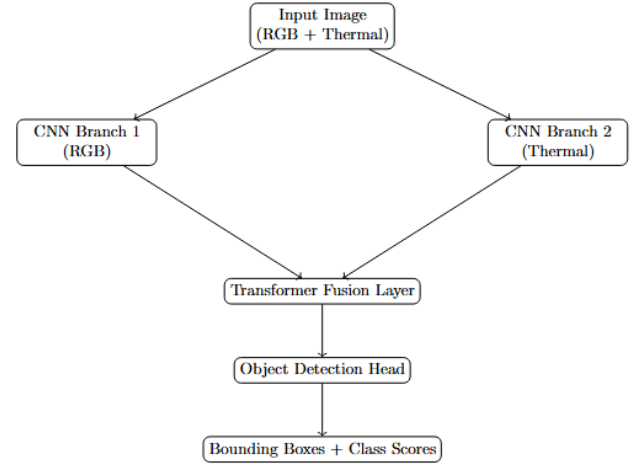 Input Image
(RGB + Thermal)
CNN Branch 1
(RGB)
CNN Branch 2
(Thermal)
Transformer Fusion Layer
Object Detection Head
Bounding Boxes + Class Scores